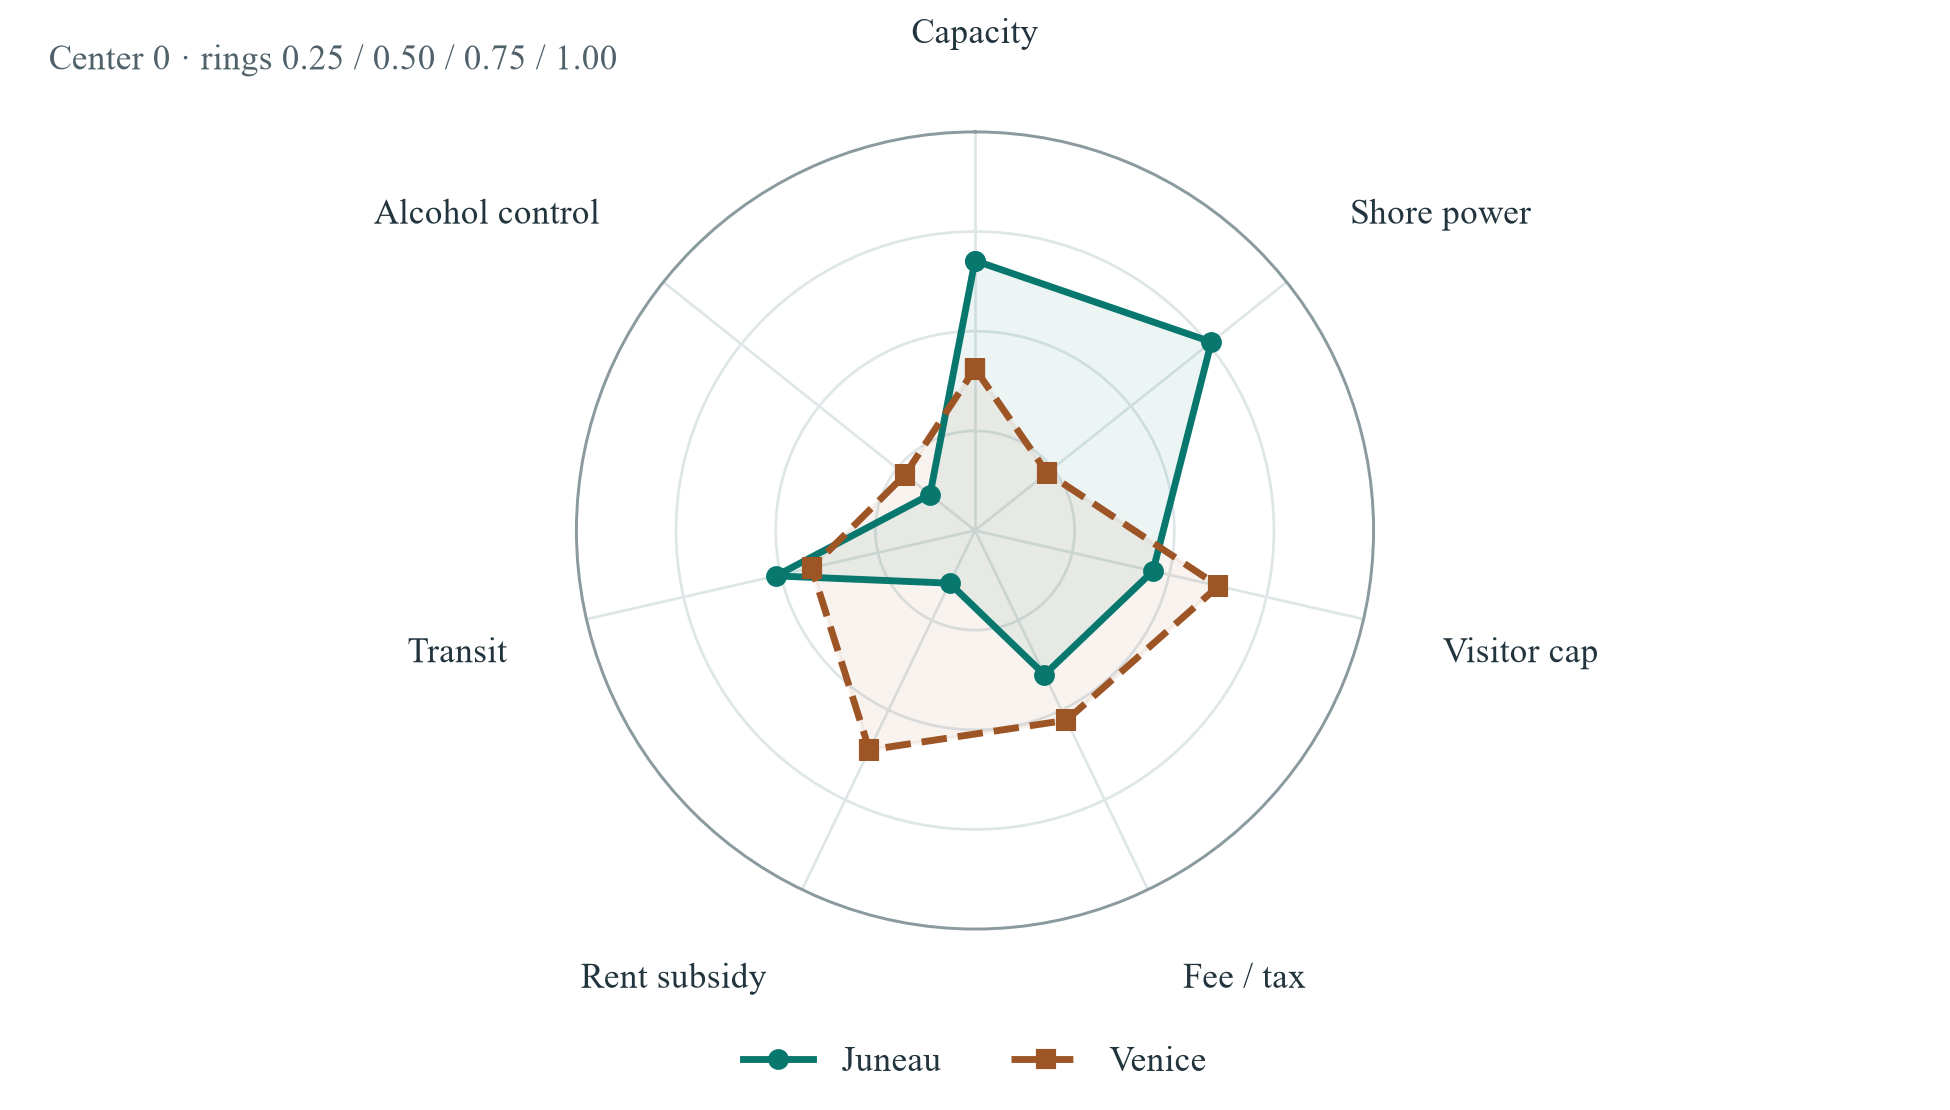 Capacity
Center 0 · rings 0.25 / 0.50 / 0.75 / 1.00
Alcohol control
Shore power
Transit
Visitor cap
Rent subsidy
Fee / tax
Juneau
Venice